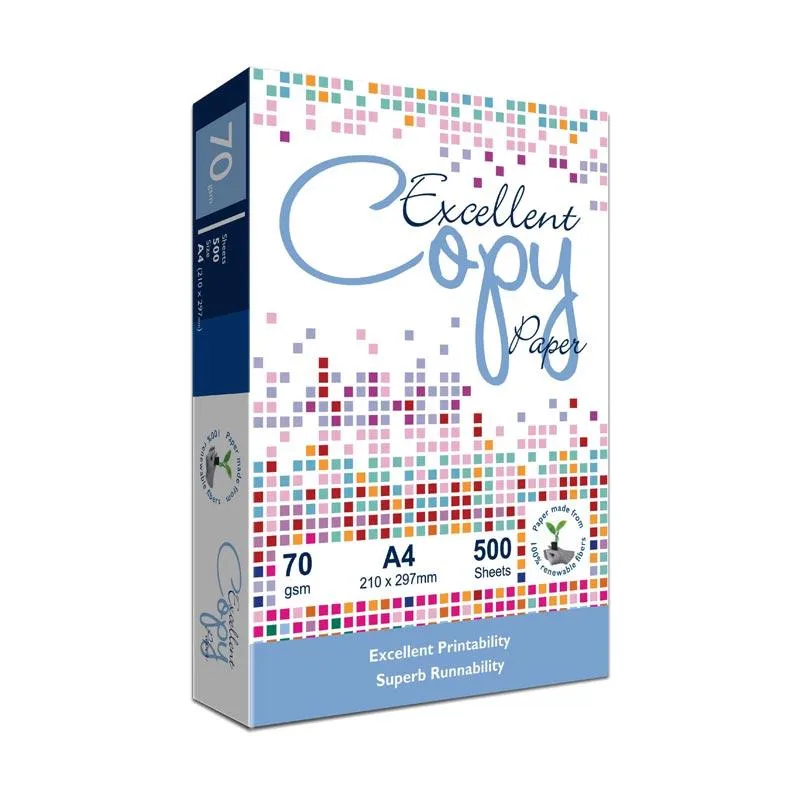 Excellent
Copy
Paper
70
gsm
A4
210 x 297mm
500
Sheets
Paper made from
100% renewable fibers
Excellent Printability
Superb Runnability
70
gsm
Sheets
500
Size
A4 (210 x 297mm)
Paper made from
100% renewable fibers
Excellent
Copy
Paper